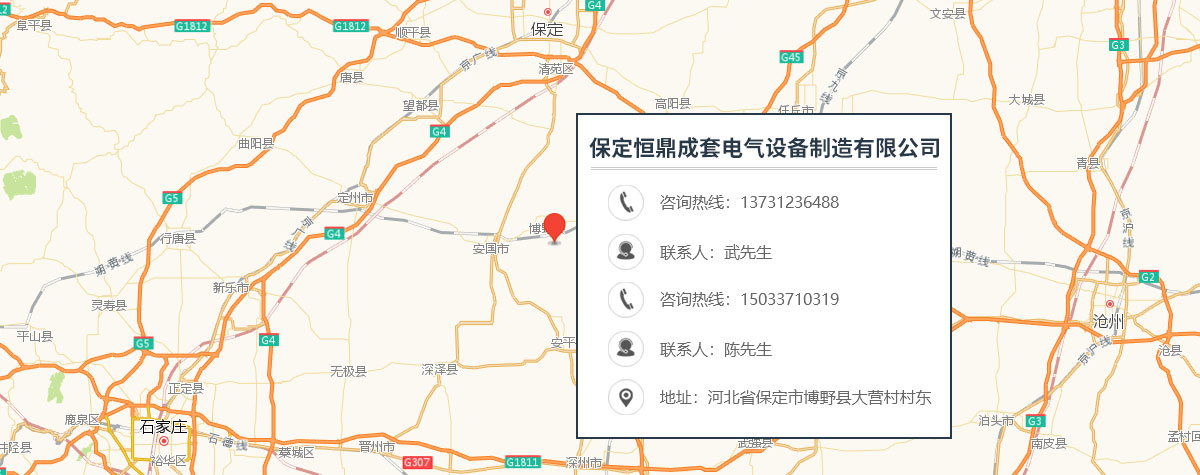 G4
保定
文安县
阜平县
G1812
G1812
顺平县
京广线
清苑区
G45
G3
京九线
唐县
望都县
高阳县
任丘市
大城县
G4
曲阳县
保定恒鼎成套电气设备制造有限公司
青县
咨询热线：13731236488
G5
定州市
京广线
G4
行唐县
博野
安国市
联系人：武先生
京沪线
朔黄线
朔黄线
G2
新乐市
灵寿县
咨询热线：15033710319
沧州
平山县
G5
G4
安平
联系人：陈先生
京沪线
沧县
无极县
深泽县
正定县
地址：河北省保定市博野县大营村村东
鹿泉区
石家庄
泊头市
G3
井陉县
石德线
藁城区
晋州市
武强县
南皮县
孟村回
裕华区
G307
G1811
深州市